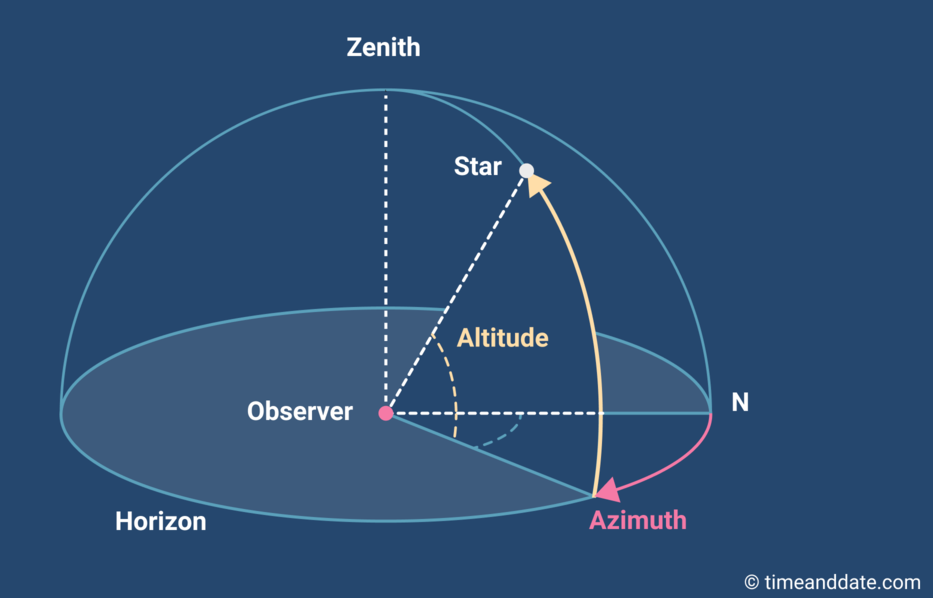 Zenith
Star
Altitude
Observer
N
Horizon
Azimuth
© timeanddate.com